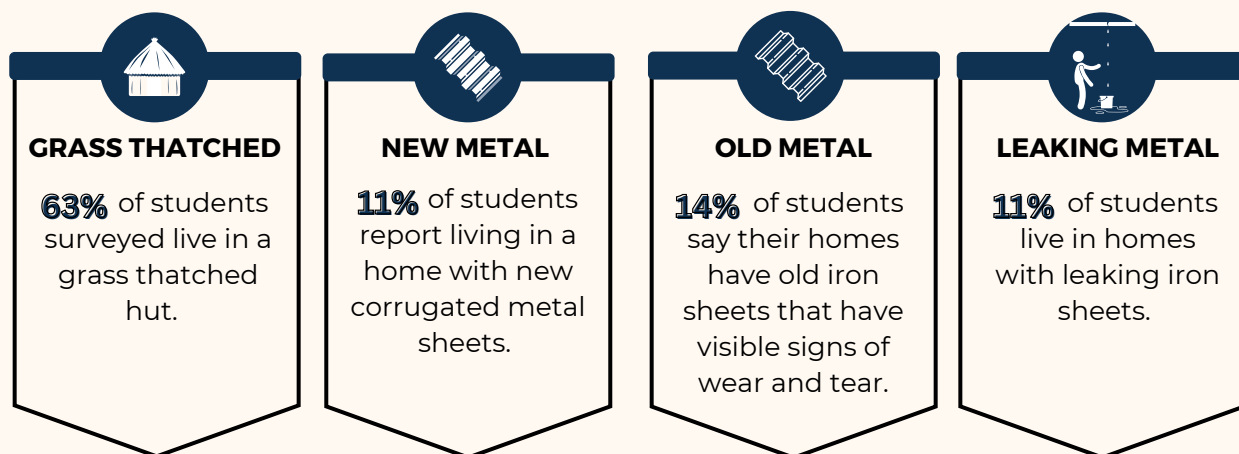 GRASS THATCHED
63% of students
surveyed live in a
grass thatched
hut.
NEW METAL
11% of students
report living in a
home with new
corrugated metal
sheets.
OLD METAL
14% of students
say their homes
have old iron
sheets that have
visible signs of
wear and tear.
LEAKING METAL
11% of students
live in homes
with leaking iron
sheets.